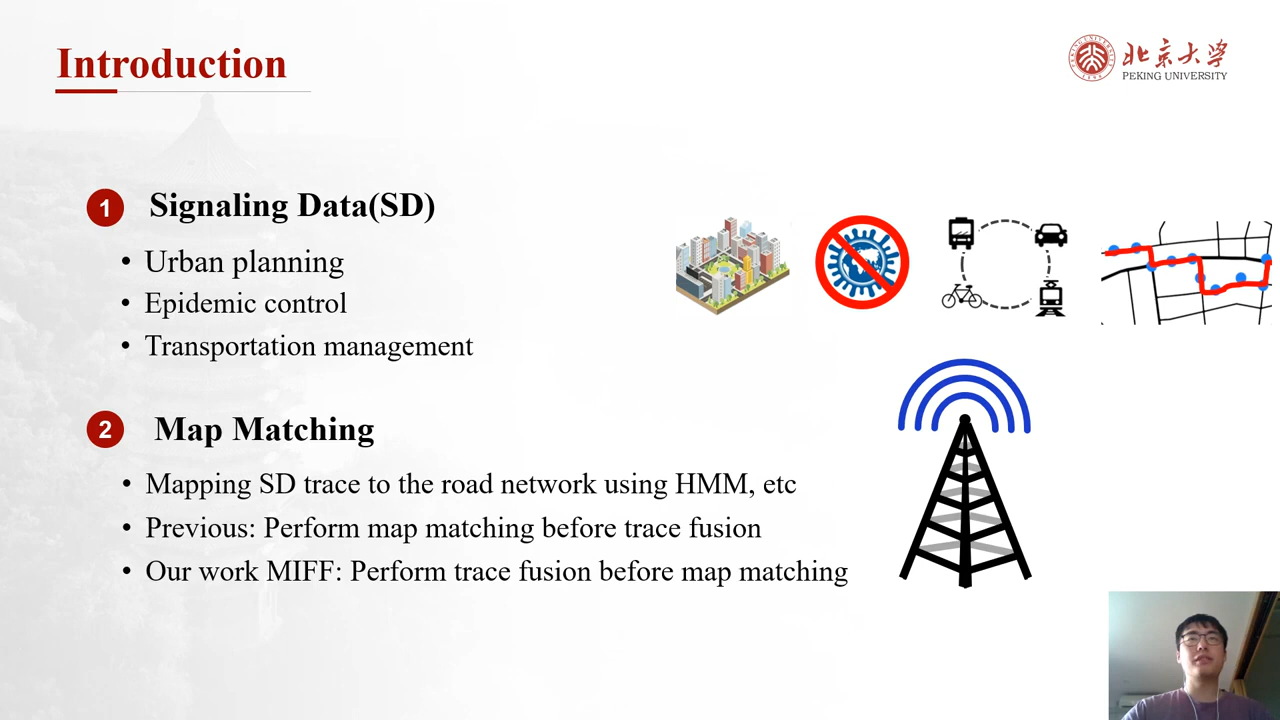 Introduction
北京大学
PEKING UNIVERSITY
1 Signaling Data(SD)
• Urban planning
• Epidemic control
• Transportation management
2 Map Matching
• Mapping SD trace to the road network using HMM, etc
• Previous: Perform map matching before trace fusion
• Our work MIFF: Perform trace fusion before map matching